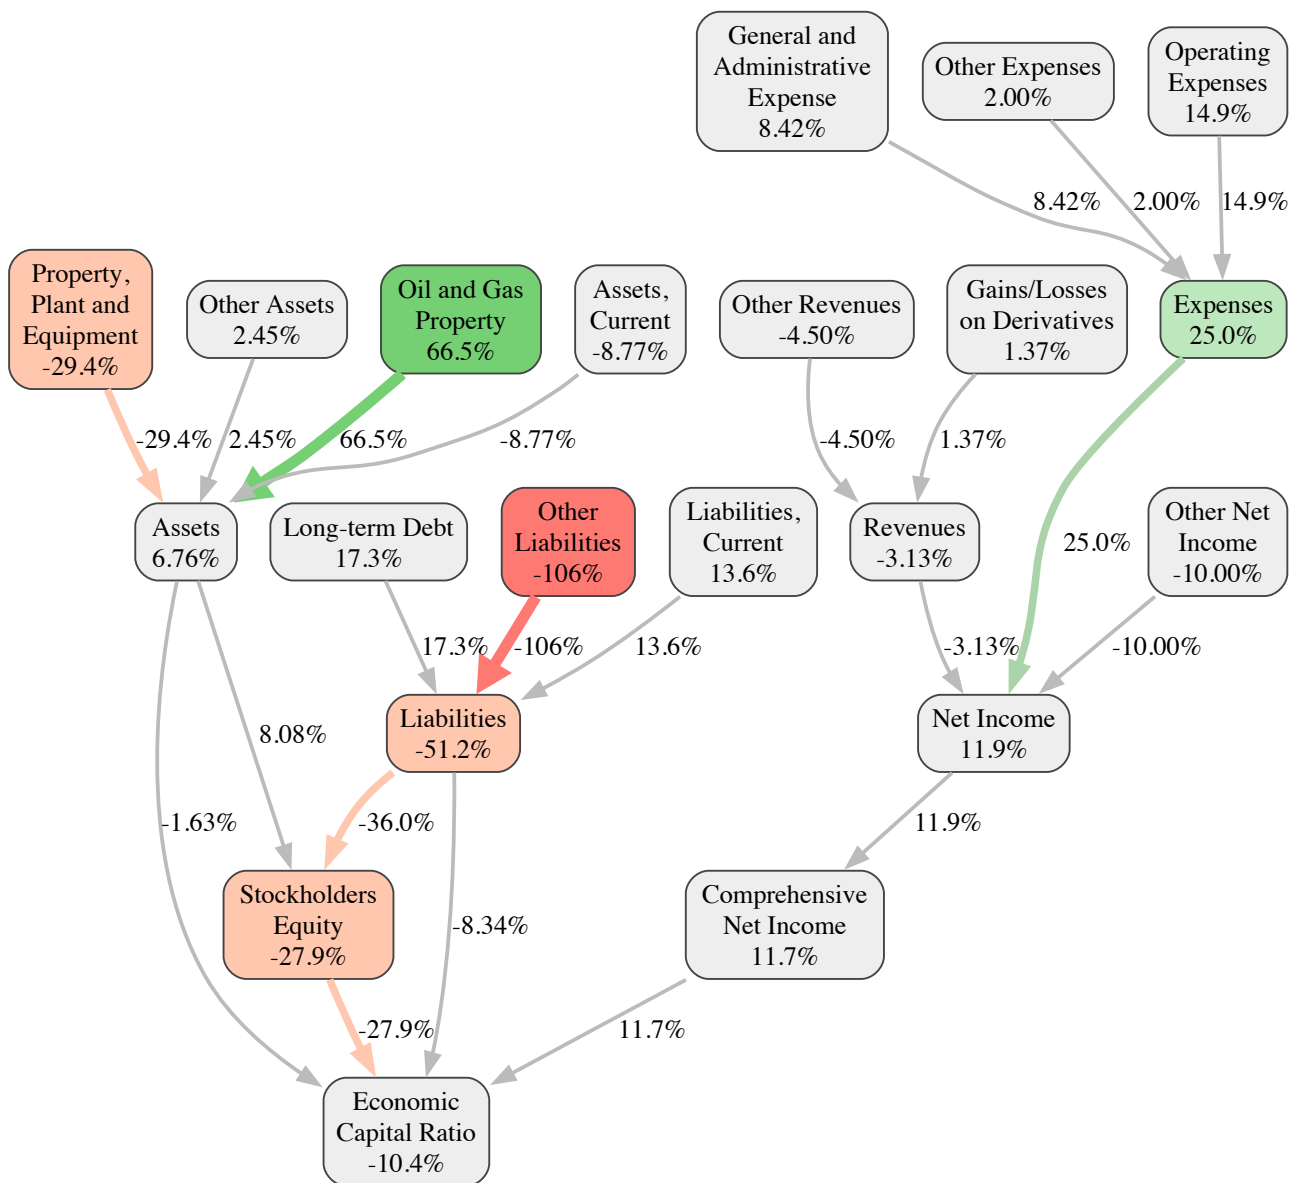 General and
Administrative
Expense
8.42%
Other Expenses
2.00%
Operating
Expenses
14.9%
8.42%
2.00%
14.9%
Property,
Plant and
Equipment
-29.4%
Other Assets
2.45%
Oil and Gas
Property
66.5%
Assets,
Current
-8.77%
Other Revenues
-4.50%
Gains/Losses
on Derivatives
1.37%
Expenses
25.0%
-29.4%
2.45%
66.5%
-8.77%
-4.50%
1.37%
Assets
6.76%
Long-term Debt
17.3%
Other
Liabilities
-106%
Liabilities,
Current
13.6%
Revenues
-3.13%
25.0%
Other Net
Income
-10.00%
17.3%
-106%
13.6%
-3.13%
-10.00%
Liabilities
-51.2%
Net Income
11.9%
8.08%
-1.63%
-36.0%
11.9%
Stockholders
Equity
-27.9%
-8.34%
Comprehensive
Net Income
11.7%
-27.9%
11.7%
Economic
Capital Ratio
-10.4%